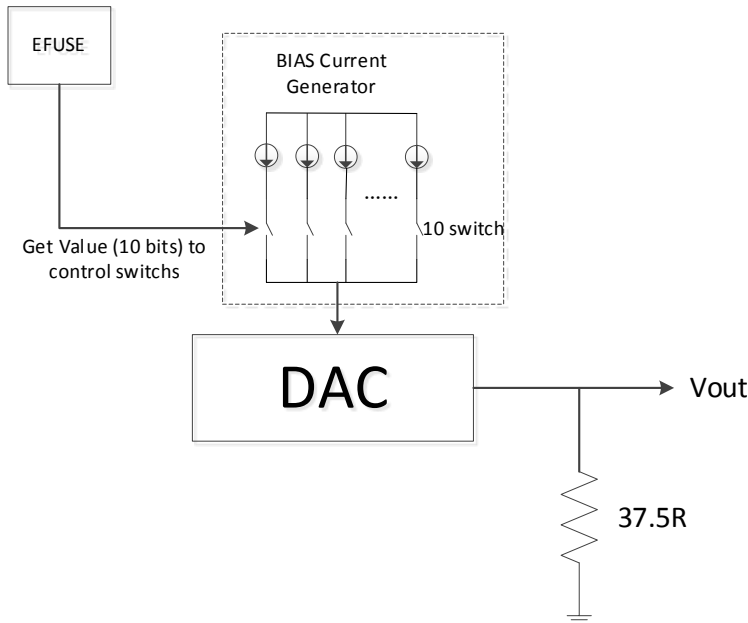 EFUSE
BIAS Current
Generator
......
10 switch
Get Value (10 bits) to
control switchs
DAC
Vout
37.5R